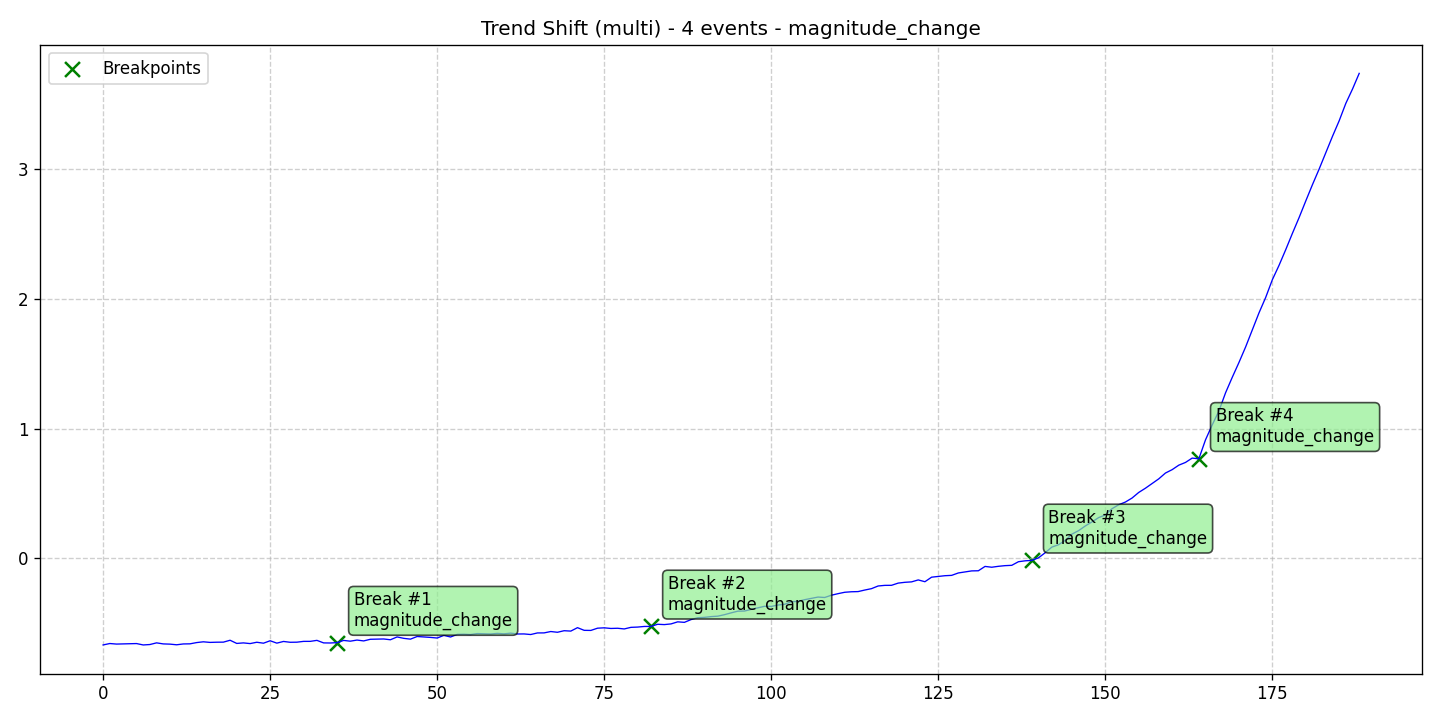 Trend Shift (multi) - 4 events - magnitude_change
Breakpoints
3
2
1
0
Break #4
magnitude_change
Break #3
magnitude_change
Break #2
magnitude_change
Break #1
magnitude_change
0
25
50
75
100
125
150
175